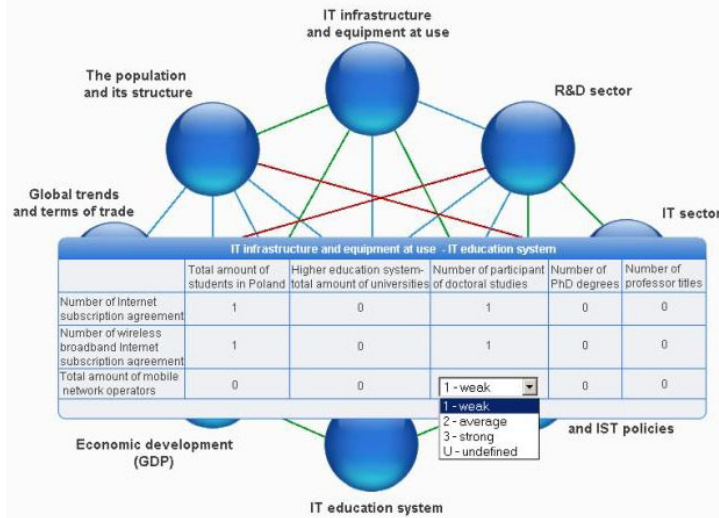 IT infrastructure
and equipment at use
The population
and its structure
R&D sector
Global trends
and terms of trade
IT sector
IT infrastructure and equipment at use - IT education system
Total amount of
students in Poland
Higher education system-
total amount of universities
Number of participant
of doctoral studies
Number of
PhD degrees
Number of
professor titles
Number of Internet
subscription agreement
1
0
1
0
0
Number of wireless
broadband Internet
subscription agreement
1
0
1
0
0
Total amount of mobile
network operators
0
0
1 - weak
0
0
1 - weak
2 - average
3 - strong
U - undefined
Economic development
(GDP)
and IST policies
IT education system